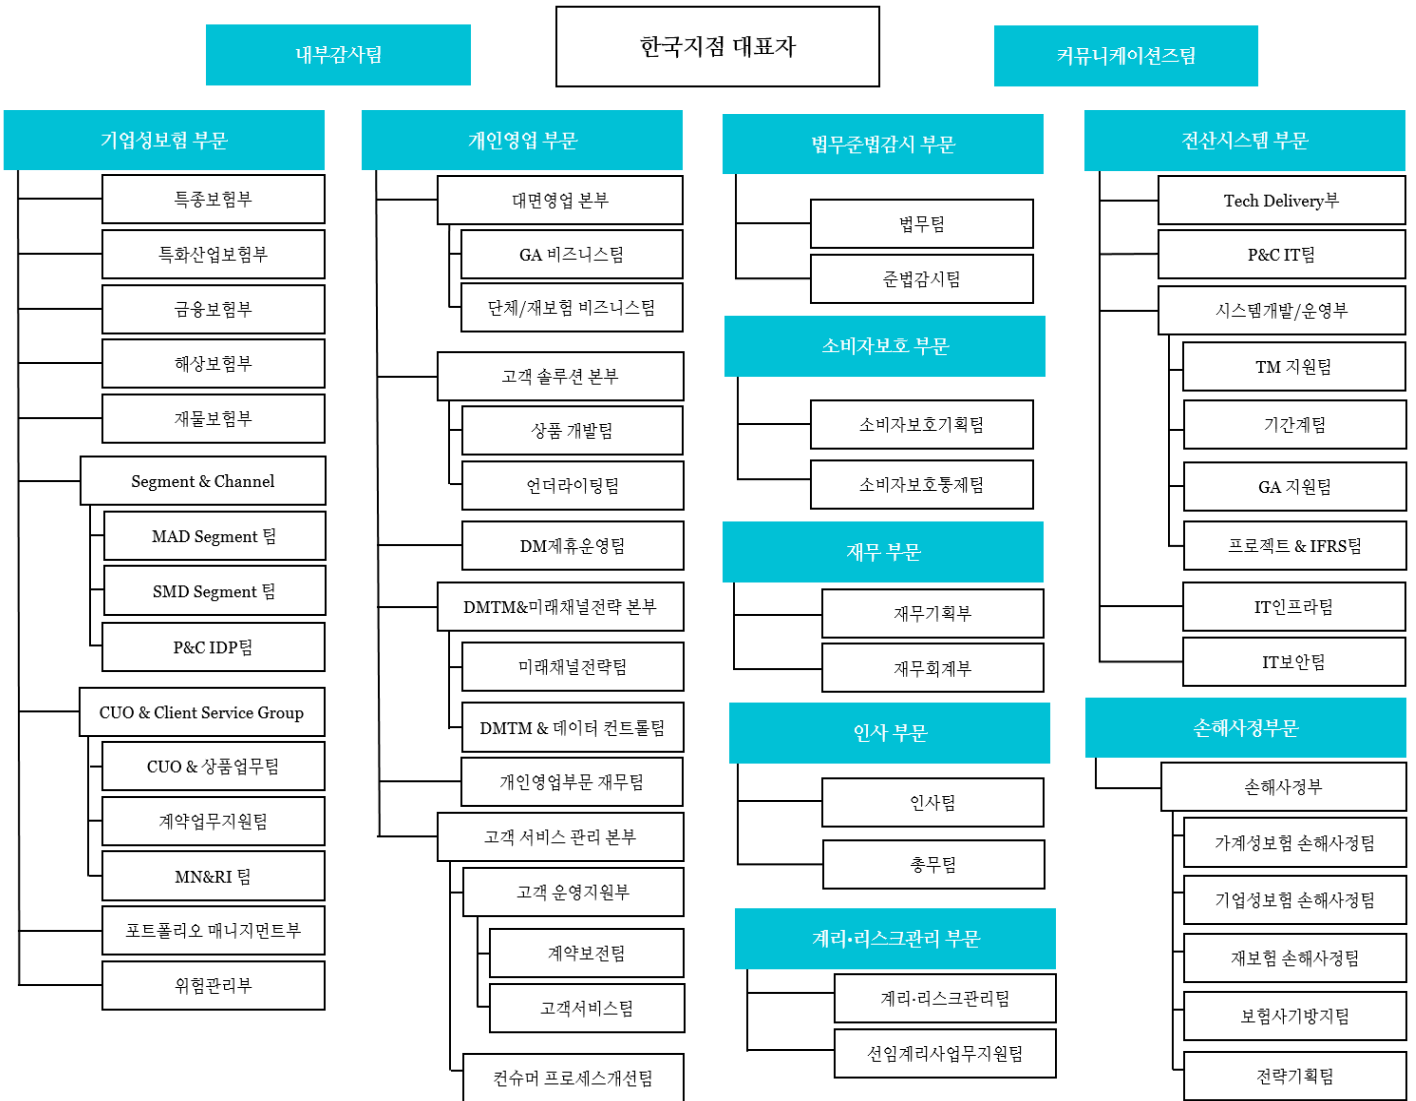 한국지점 대표자
내부감사팀
커뮤니케이션즈팀
기업성보험 부문
특종보험부
특화산업보험부
금융보험부
해상보험부
재물보험부
Segment & Channel
MAD Segment 팀
SMD Segment 팀
P&C IDP팀
CUO & Client Service Group
CUO & 상품업무팀
계약업무지원팀
MN&RI 팀
포트폴리오 매니지먼트부
위험관리부
개인영업 부문
대면영업 본부
GA 비즈니스팀
단체/재보험 비즈니스팀
고객 솔루션 본부
상품 개발팀
언더라이팅팀
DM제휴운영팀
DMTM&미래채널전략 본부
미래채널전략팀
DMTM & 데이터 컨트롤팀
개인영업부문 재무팀
고객 서비스 관리 본부
고객 운영지원부
계약보전팀
고객서비스팀
컨슈머 프로세스개선팀
법무준법감시 부문
법무팀
준법감시팀
소비자보호 부문
소비자보호기획팀
소비자보호통제팀
재무 부문
재무기획부
재무회계부
인사 부문
인사팀
총무팀
계리·리스크관리 부문
계리·리스크관리팀
선임계리사업무지원팀
전산시스템 부문
Tech Delivery부
P&C IT팀
시스템개발/운영부
TM 지원팀
기간계팀
GA 지원팀
프로젝트 & IFRS팀
IT인프라팀
IT보안팀
손해사정부문
손해사정부
가계성보험 손해사정팀
기업성보험 손해사정팀
재보험 손해사정팀
보험사기방지팀
전략기획팀